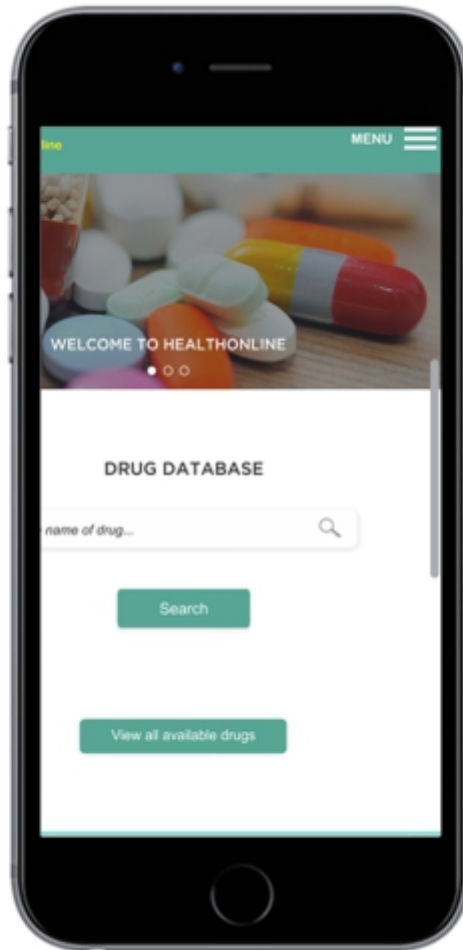 line
MENU
WELCOME TO HEALTHONLINE
DRUG DATABASE
name of drug...
Search
View all available drugs